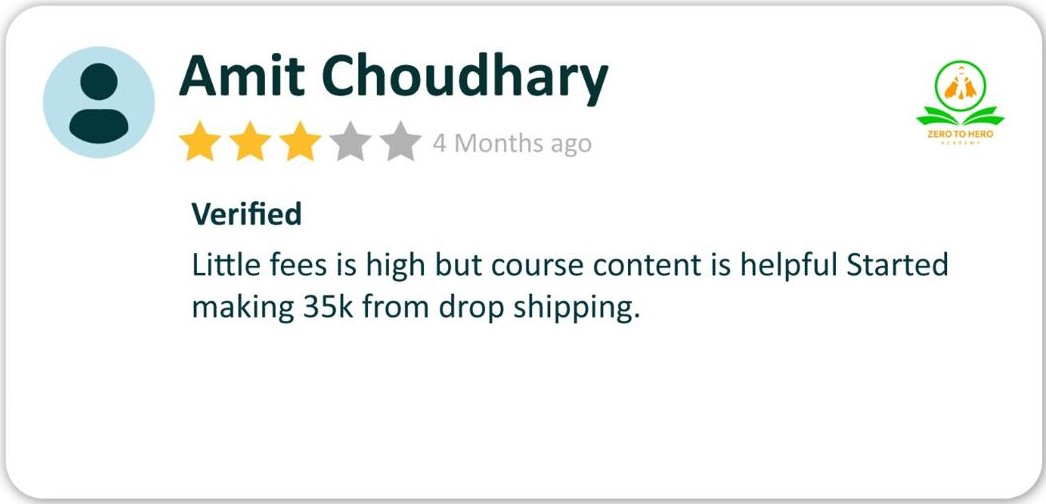 Amit Choudhary
4 Months ago
ZERO TO HERO
ACADEMY
Verified
Little fees is high but course content is helpful Started
making 35k from drop shipping.